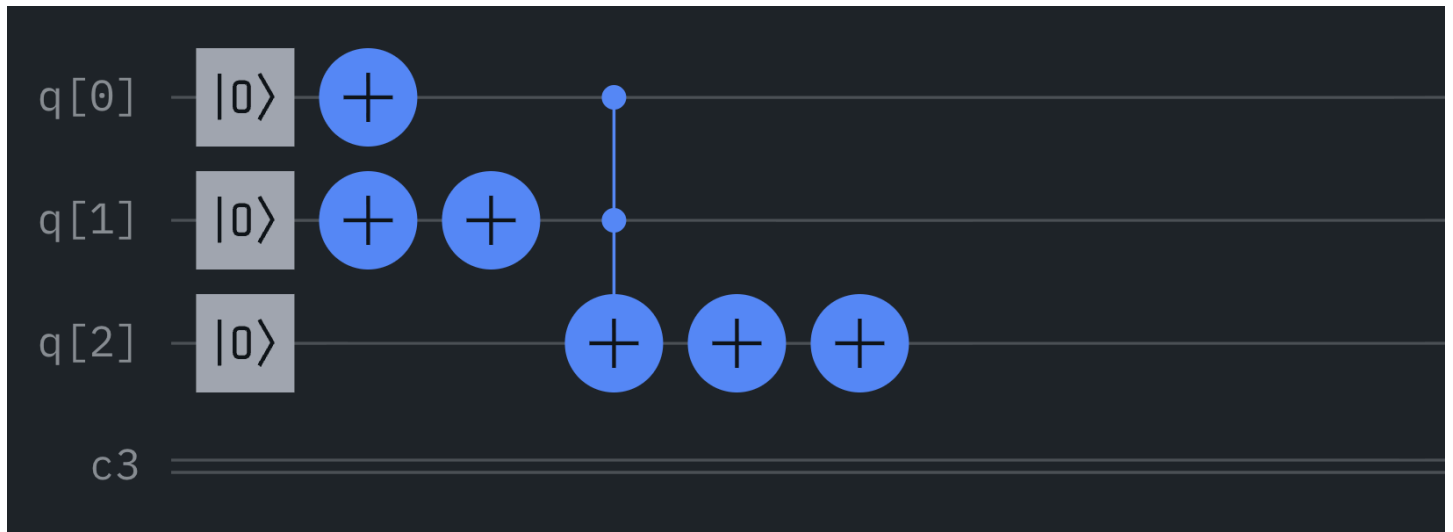 q[0] |0⟩ + 
q[1] |0⟩ + +
q[2] |0⟩ + + +
c3